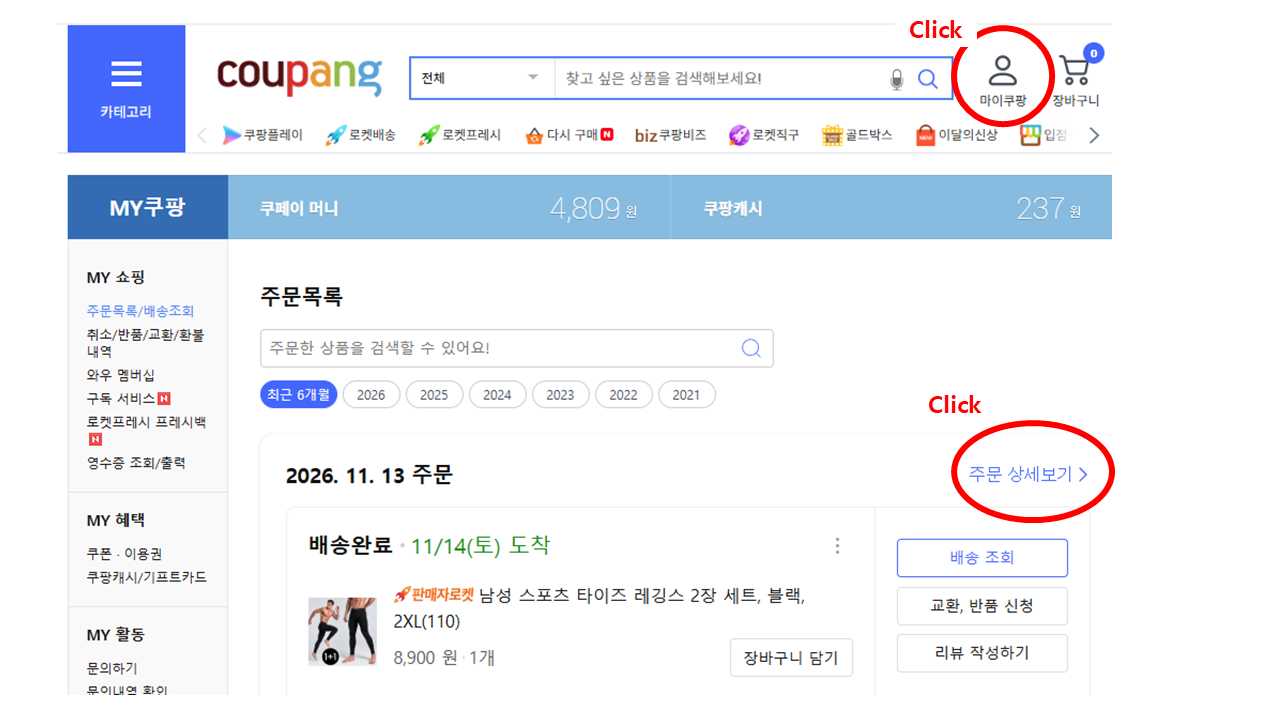 Click
카테고리
coupang
전체
찾고 싶은 상품을 검색해보세요!
마이쿠팡
0
장바구니
쿠팡플레이
로켓배송
로켓프레시
다시 구매 N
biz 쿠팡비즈
로켓직구
골드박스
NEW 이달의신상
입점
MY쿠팡
쿠페이 머니
4,809 원
쿠팡캐시
237 원
MY 쇼핑
주문목록/배송조회
취소/반품/교환/환불
내역
와우 멤버십
구독 서비스 N
로켓프레시 프레시백
N
영수증 조회/출력
MY 혜택
쿠폰 · 이용권
쿠팡캐시/기프트카드
MY 활동
문의하기
문의내역 확인
주문목록
주문한 상품을 검색할 수 있어요!
최근 6개월
2026
2025
2024
2023
2022
2021
Click
2026. 11. 13 주문
주문 상세보기 >
배송완료 • 11/14(토) 도착
판매자로켓 남성 스포츠 타이즈 레깅스 2장 세트, 블랙,
2XL(110)
1+1
8,900 원 · 1개
장바구니 담기
배송 조회
교환, 반품 신청
리뷰 작성하기